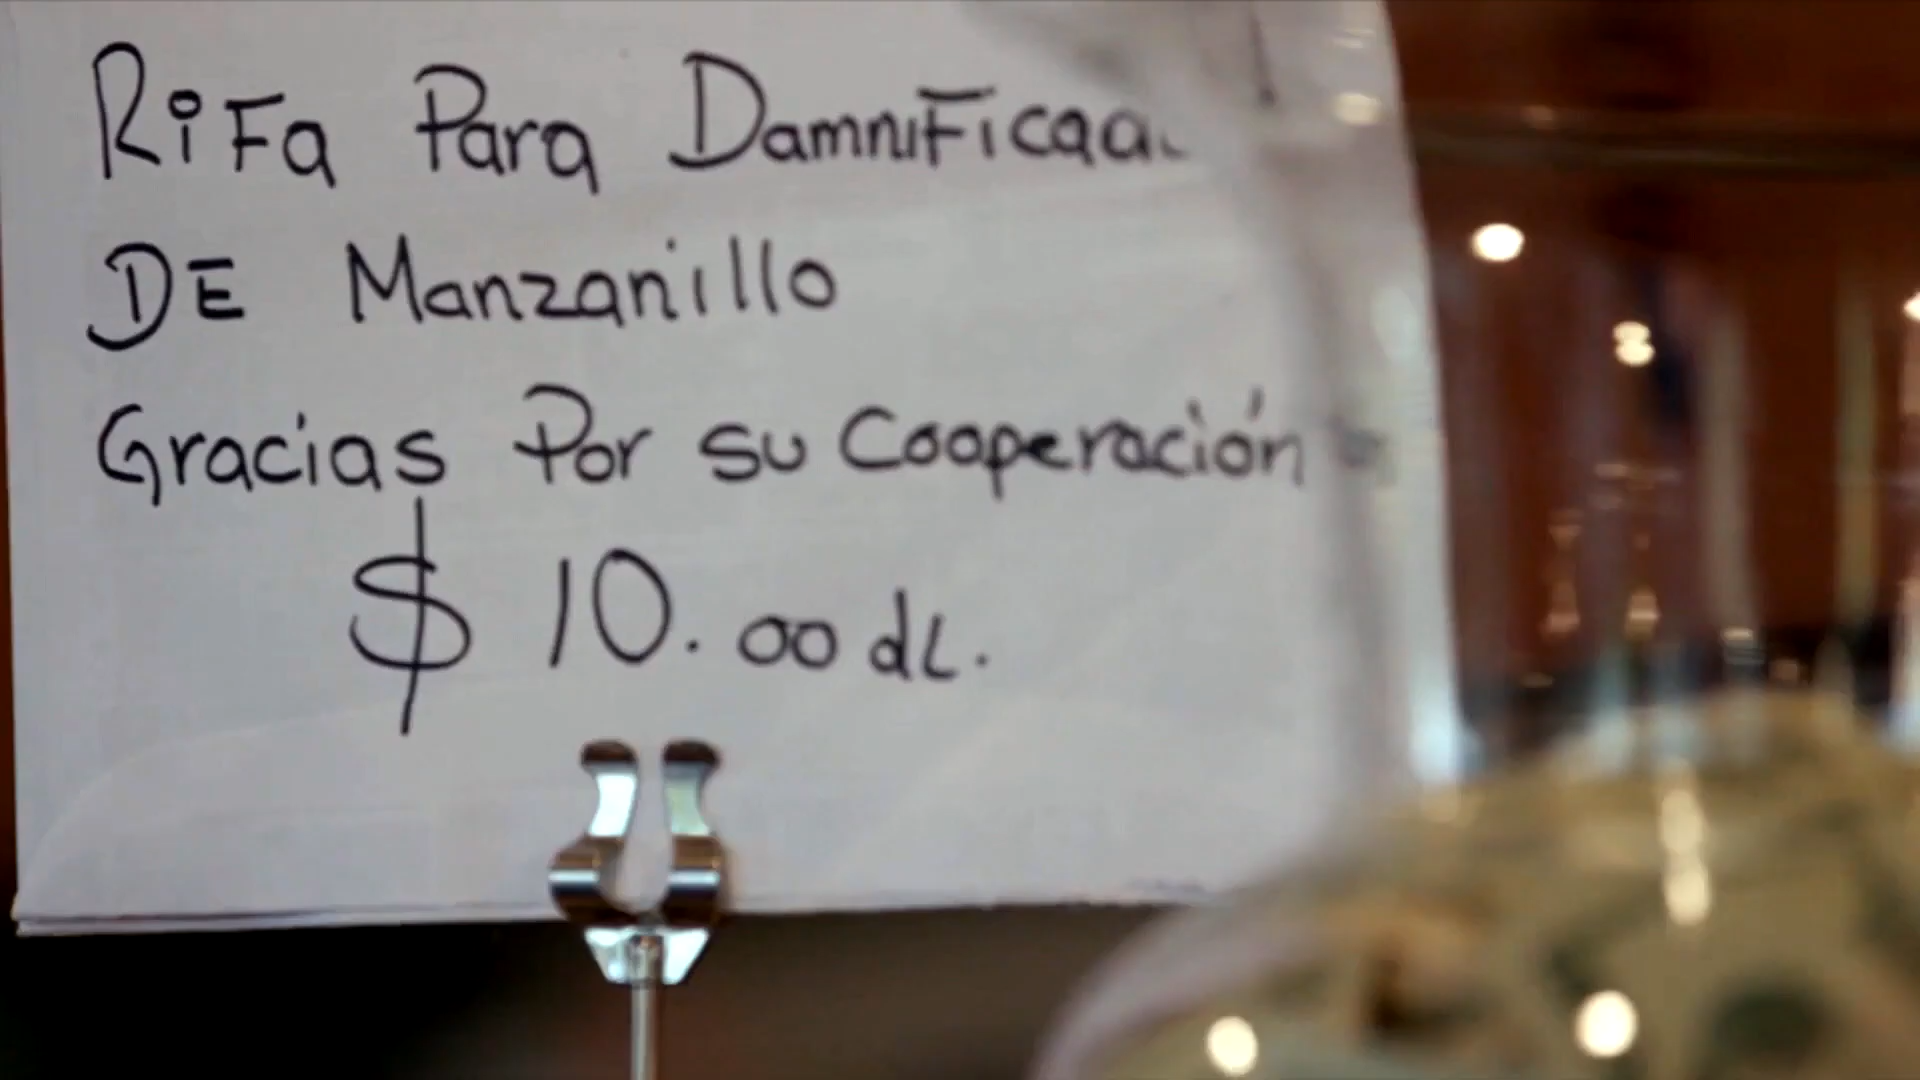 Rifa Para
DE Manzanillo
Gracias Por su Cooperación
$ 10.00 dL.